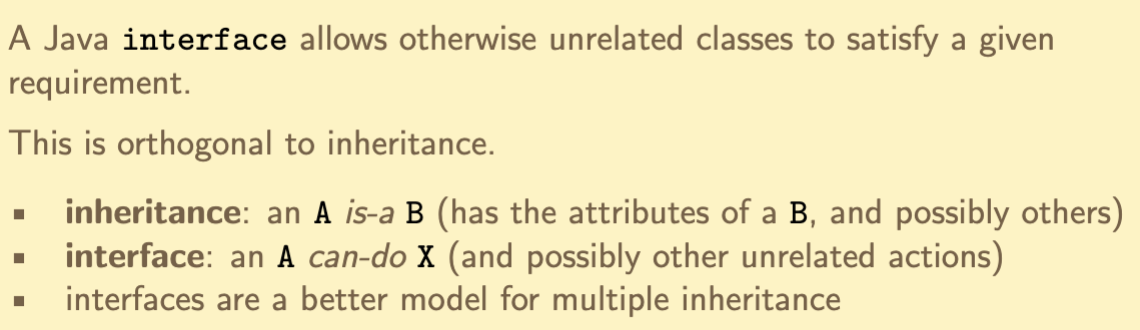 A Java interface allows otherwise unrelated classes to satisfy a given
requirement.
This is orthogonal to inheritance.
▪ inheritance: an A is-a B (has the attributes of a B, and possibly others)
▪ interface: an A can-do X (and possibly other unrelated actions)
▪ interfaces are a better model for multiple inheritance